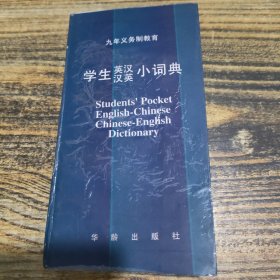 九年义务制教育
学生英汉汉英小词典
Students' Pocket
English-Chinese
Chinese-English
Dictionary
华龄出版社